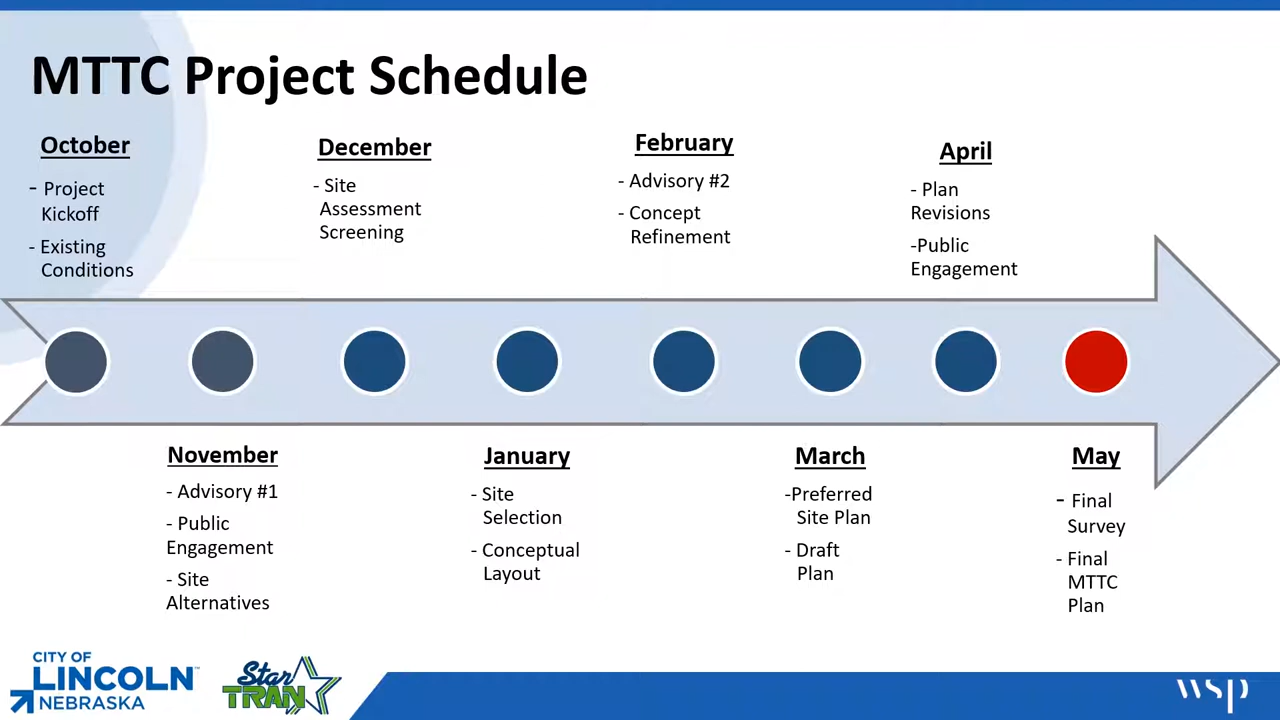 MTTC Project Schedule
October
- Project
Kickoff
- Existing
Conditions
December
- Site
Assessment
Screening
February
- Advisory #2
- Concept
Refinement
April
- Plan
Revisions
-Public
Engagement
November
- Advisory #1
- Public
Engagement
- Site
Alternatives
January
- Site
Selection
- Conceptual
Layout
March
-Preferred
Site Plan
- Draft
Plan
May
- Final
Survey
- Final
MTTC
Plan
CITY OF
LINCOLN™
NEBRASKA
Star
TRAN
wsp